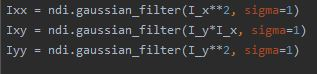 Ixx = ndi.gaussian_filter(I_x**2, sigma=1)
Ixy = ndi.gaussian_filter(I_y*I_x, sigma=1)
Iyy = ndi.gaussian_filter(I_y**2, sigma=1)